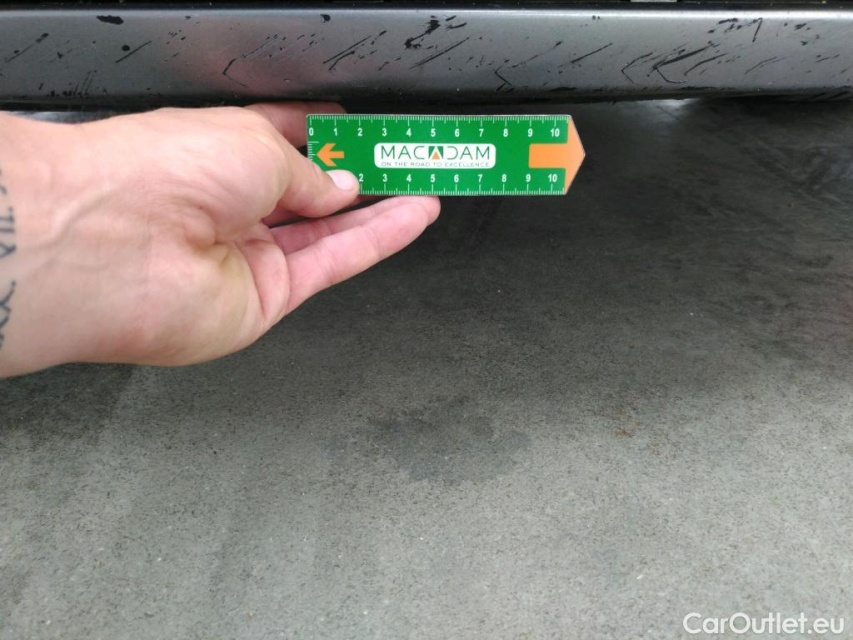 0 1 2 3 4 5 6 7 8 9 10
MACADAM
ON THE ROAD TO EXCELLENCE
2 3 4 5 6 7 8 9 10
CarOutlet.eu